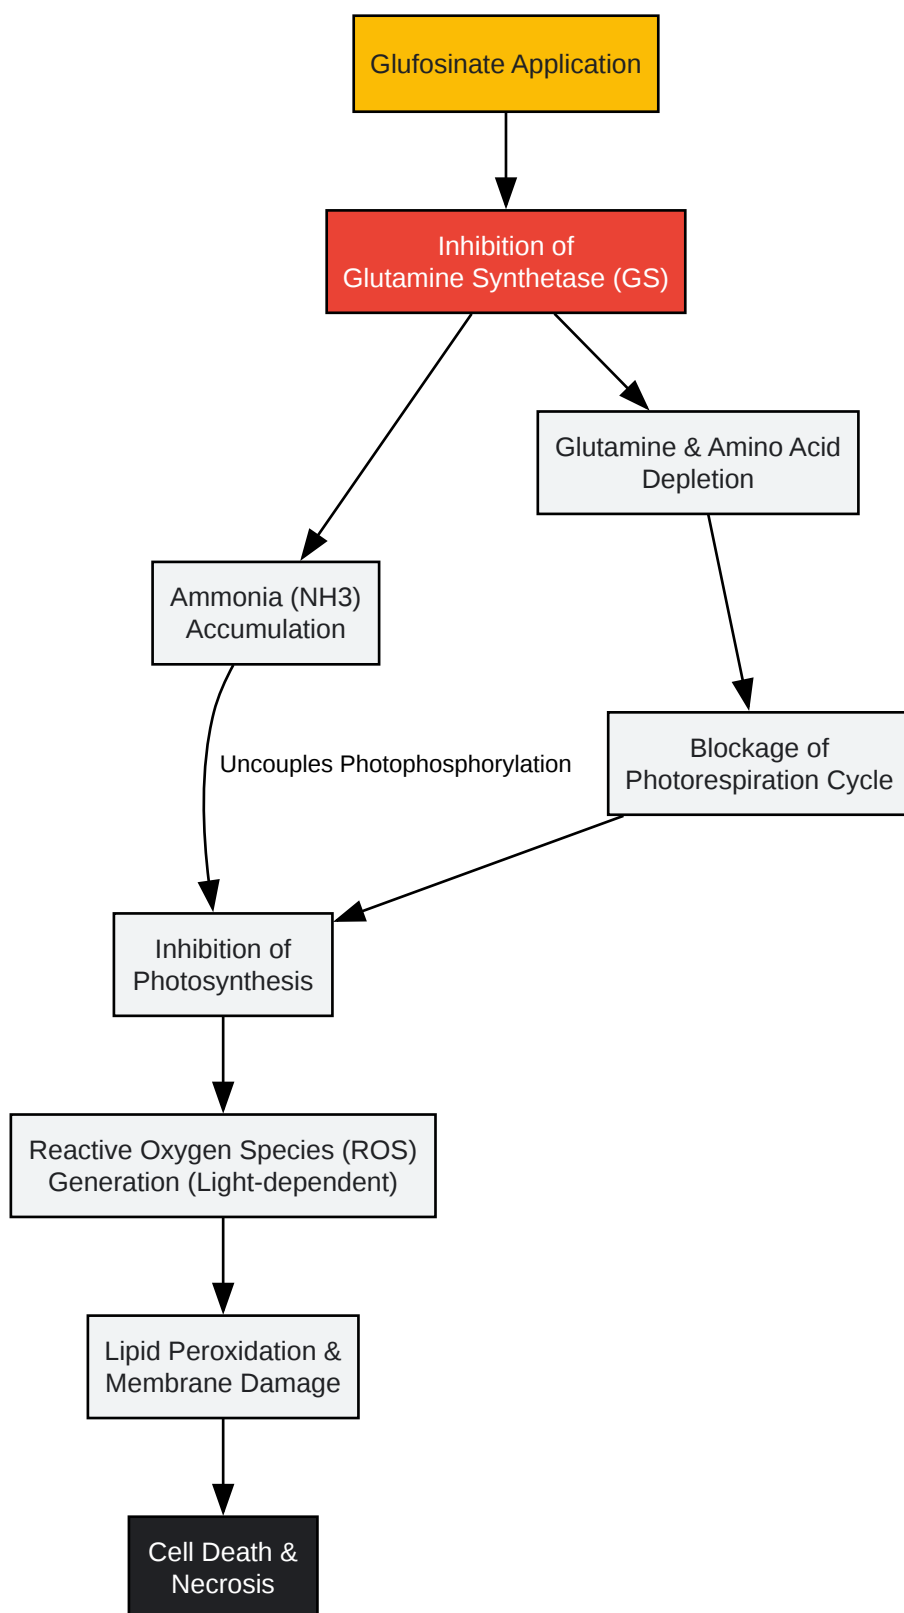 Glufosinate Application
Inhibition of
Glutamine Synthetase (GS)
Glutamine & Amino Acid
Depletion
Ammonia (NH3)
Accumulation
Blockage of
Photorespiration Cycle
Uncouples Photophosphorylation
Inhibition of
Photosynthesis
Reactive Oxygen Species (ROS)
Generation (Light-dependent)
Lipid Peroxidation &
Membrane Damage
Cell Death &
Necrosis